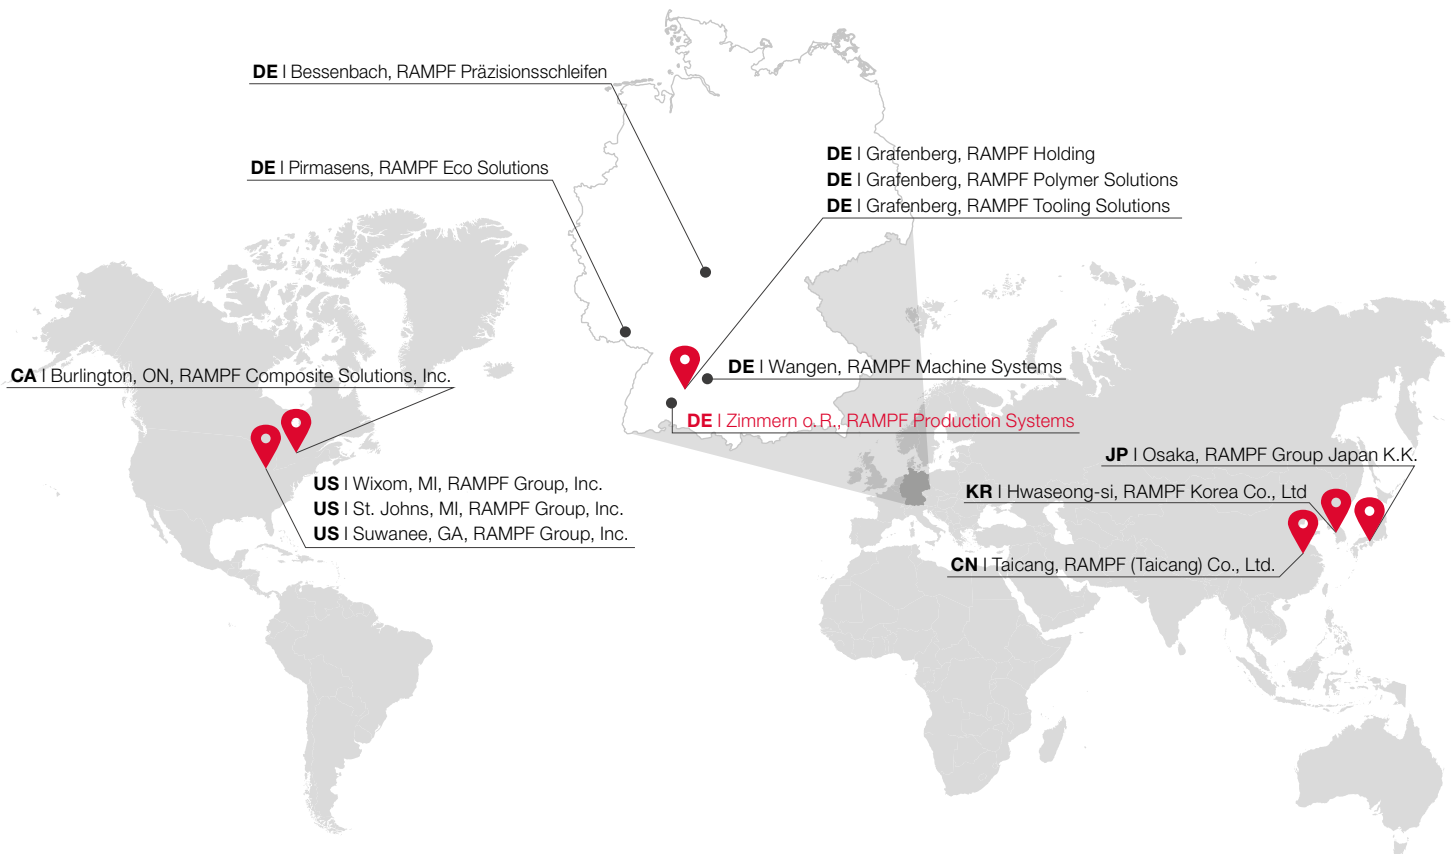 DE I Bessenbach, RAMPF Präzisionsschleifen
DE I Pirmasens, RAMPF Eco Solutions
DE I Grafenberg, RAMPF Holding
DE I Grafenberg, RAMPF Polymer Solutions
DE I Grafenberg, RAMPF Tooling Solutions
CA I Burlington, ON, RAMPF Composite Solutions, Inc.
DE I Wangen, RAMPF Machine Systems
DE I Zimmern o.R., RAMPF Production Systems
JP I Osaka, RAMPF Group Japan K.K.
US I Wixom, MI, RAMPF Group, Inc.
US I St. Johns, MI, RAMPF Group, Inc.
US I Suwanee, GA, RAMPF Group, Inc.
KR I Hwaseong-si, RAMPF Korea Co., Ltd
CN I Taicang, RAMPF (Taicang) Co., Ltd.